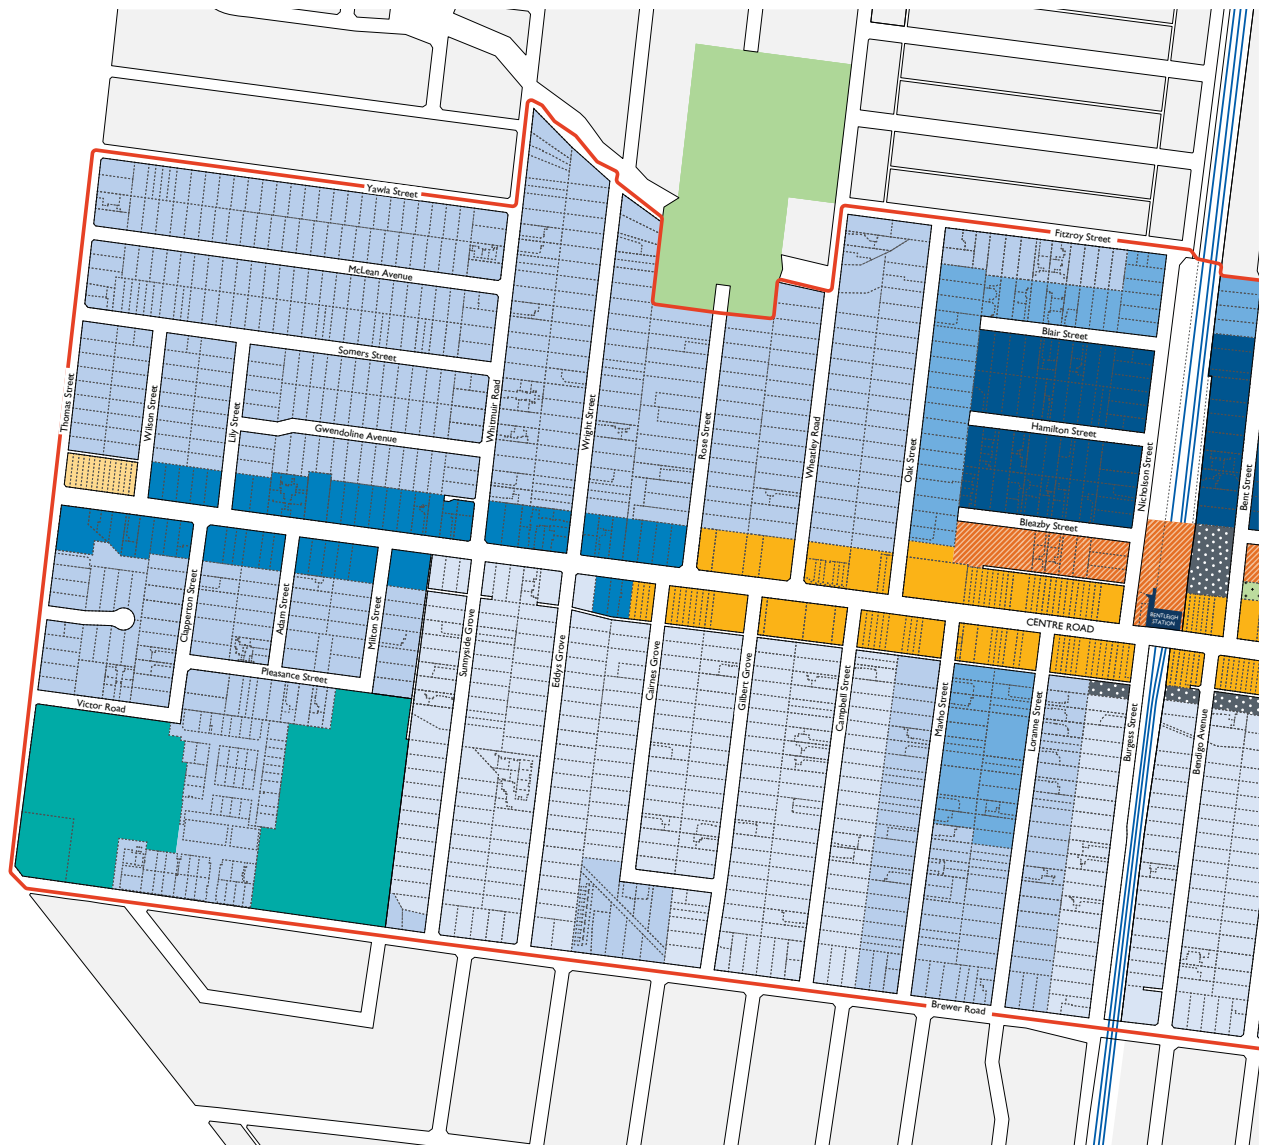 Yawla Street
McLean Avenue
Somers Street
Gwendoline Avenue
Thomas Street
Wilson Street
Lily Street
Whitmuir Road
Wright Street
Rose Street
Wheatley Road
Oak Street
Fitzroy Street
Blair Street
Hamilton Street
Bleazby Street
Nicholson Street
Bent Street
BENTLEIGH
STATION
CENTRE ROAD
Clapperton Street
Adam Street
Milton Street
Pleasance Street
Victor Road
Sunnyside Grove
Eddys Grove
Cairnes Grove
Gilbert Grove
Campbell Street
Mavho Street
Loranne Street
Burgess Street
Bendigo Avenue
Brewer Road